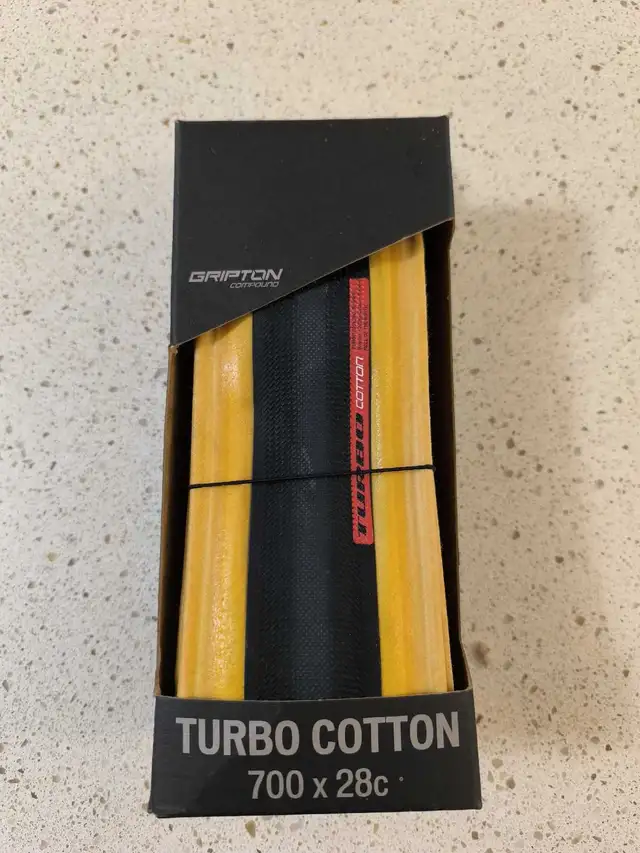 GRIPTON
COMPOUND
TURBO COTTON
TURBO COTTON
700 x 28c